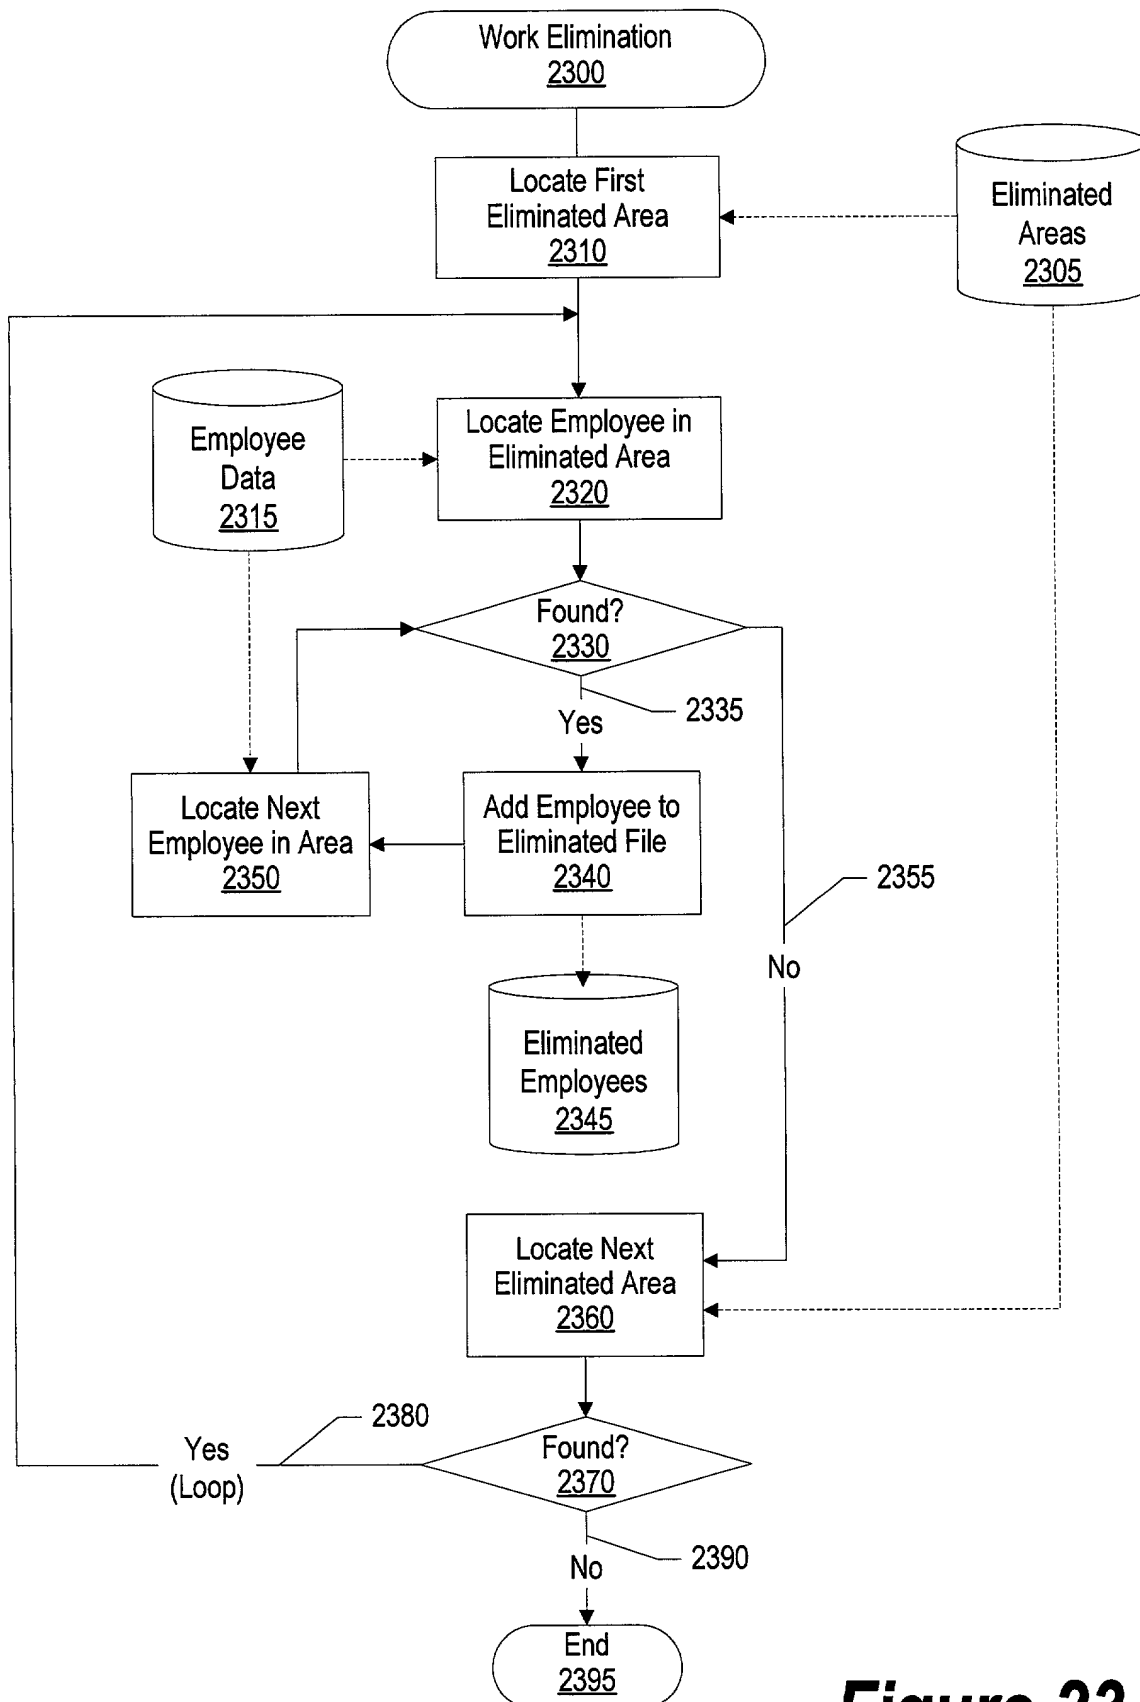 Work Elimination
2300
Locate First
Eliminated Area
2310
Eliminated
Areas
2305
Employee
Data
2315
Locate Employee in
Eliminated Area
2320
Found?
2330
2335
Yes
Locate Next
Employee in Area
2350
Add Employee to
Eliminated File
2340
2355
No
Eliminated
Employees
2345
Locate Next
Eliminated Area
2360
2380
Yes
(Loop)
Found?
2370
2390
No
End
2395
Figure 23